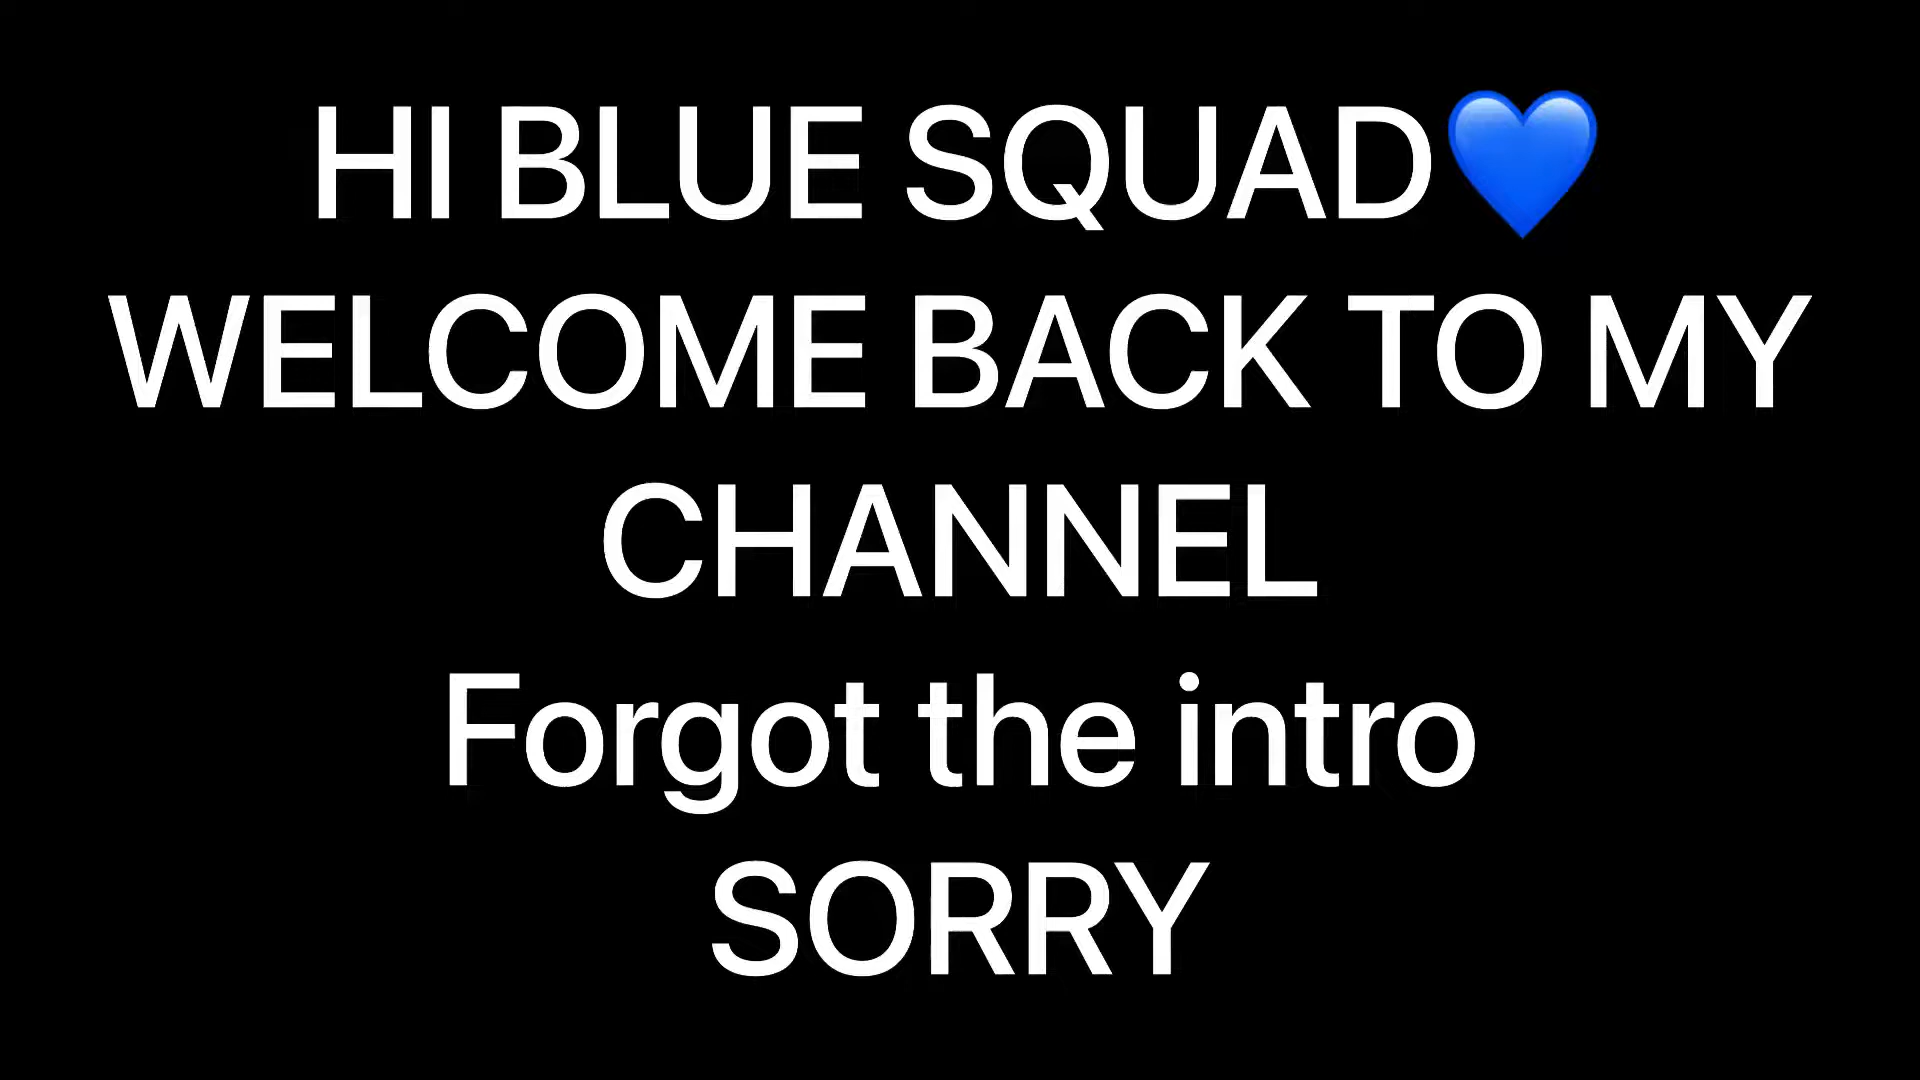 HI BLUE SQUAD💙
WELCOME BACK TO MY
CHANNEL
Forgot the intro
SORRY